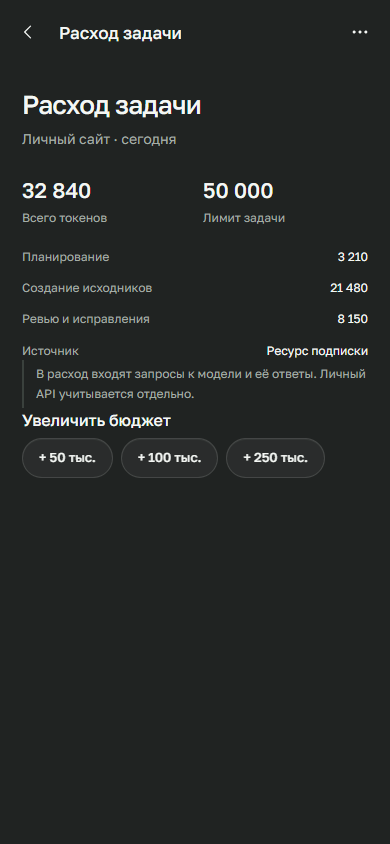 Расход задачи
Расход задачи
Личный сайт · сегодня
32 840
50 000
Всего токенов
Лимит задачи
Планирование 3 210
Создание исходников 21 480
Ревью и исправления 8 150
Источник Ресурс подписки
В расход входят запросы к модели и её ответы. Личный
API учитывается отдельно.
Увеличить бюджет
+ 50 тыс. + 100 тыс. + 250 тыс.